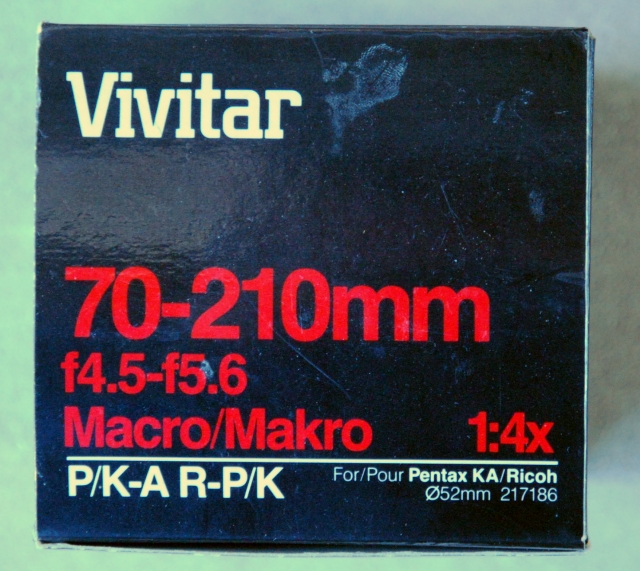 Vivitar
70-210mm
f4.5-f5.6
Macro/Makro 1:4x
P/K-A R-P/K For/Pour Pentax KA/Ricoh
Ø52mm 217186